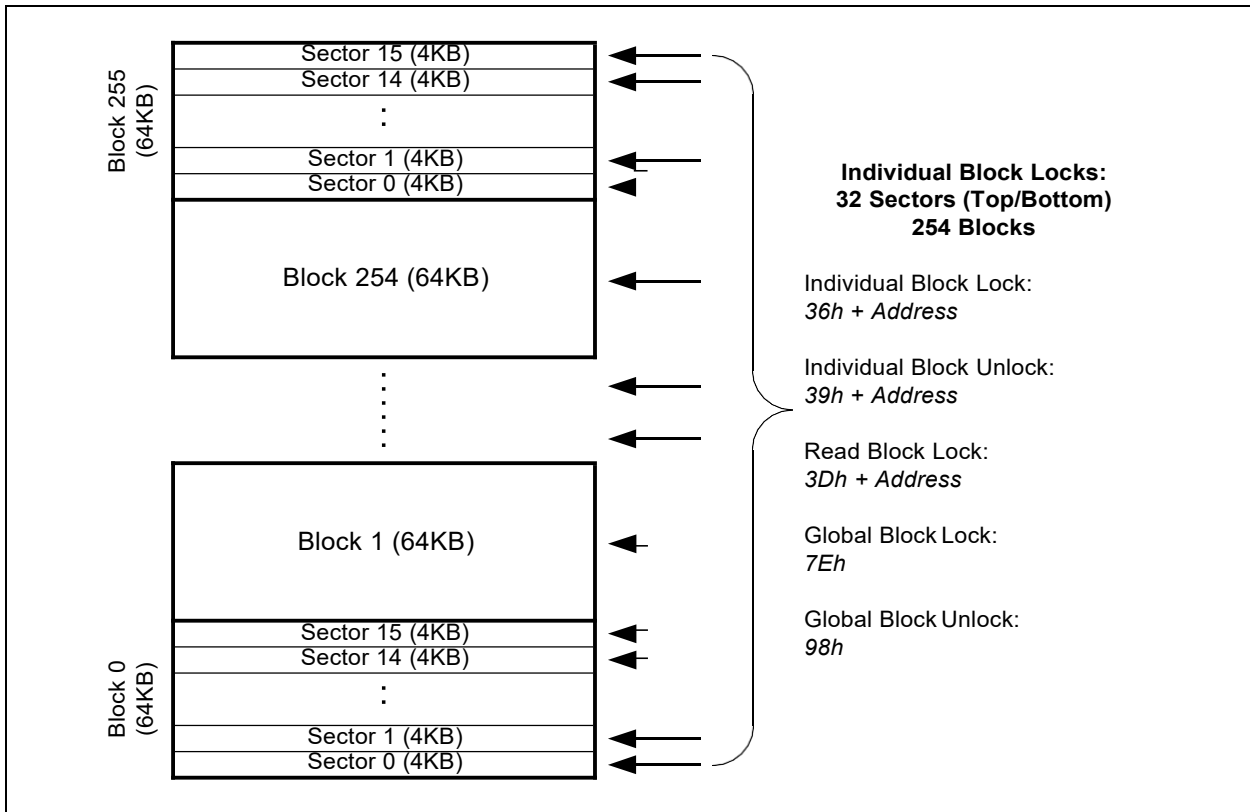 Block 255
(64KB)
Sector 15 (4KB)
Sector 14 (4KB)
:
Sector 1 (4KB)
Sector 0 (4KB)
Block 254 (64KB)
Block 1 (64KB)
Block 0
(64KB)
Sector 15 (4KB)
Sector 14 (4KB)
:
Sector 1 (4KB)
Sector 0 (4KB)
Individual Block Locks:
32 Sectors (Top/Bottom)
254 Blocks
Individual Block Lock:
36h + Address
Individual Block Unlock:
39h + Address
Read Block Lock:
3Dh + Address
Global Block Lock:
7Eh
Global Block Unlock:
98h